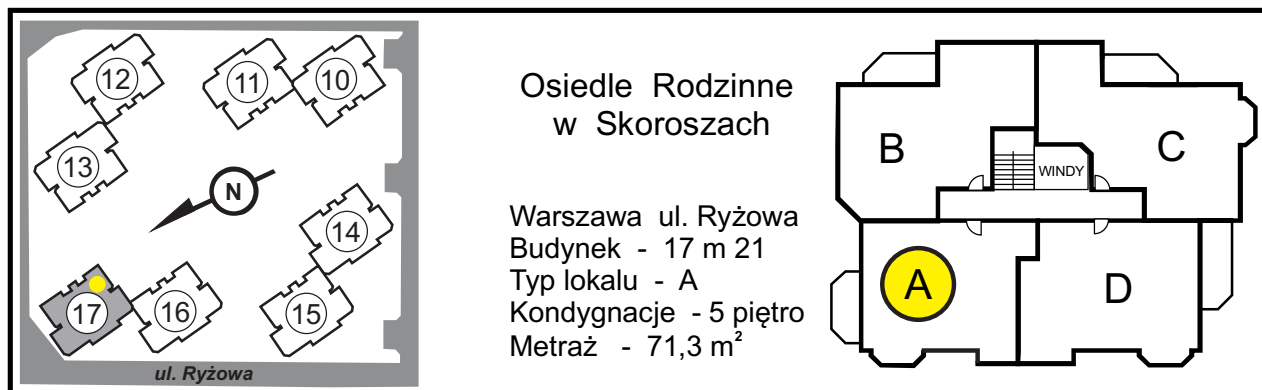 12
11
10
13
N
14
17
16
15
ul. Ryżowa
Osiedle Rodzinne
w Skoroszach
Warszawa ul. Ryżowa
Budynek - 17 m 21
Typ lokalu - A
Kondygnacje - 5 piętro
Metraż - 71,3 m²
B
C
WINDY
A
D